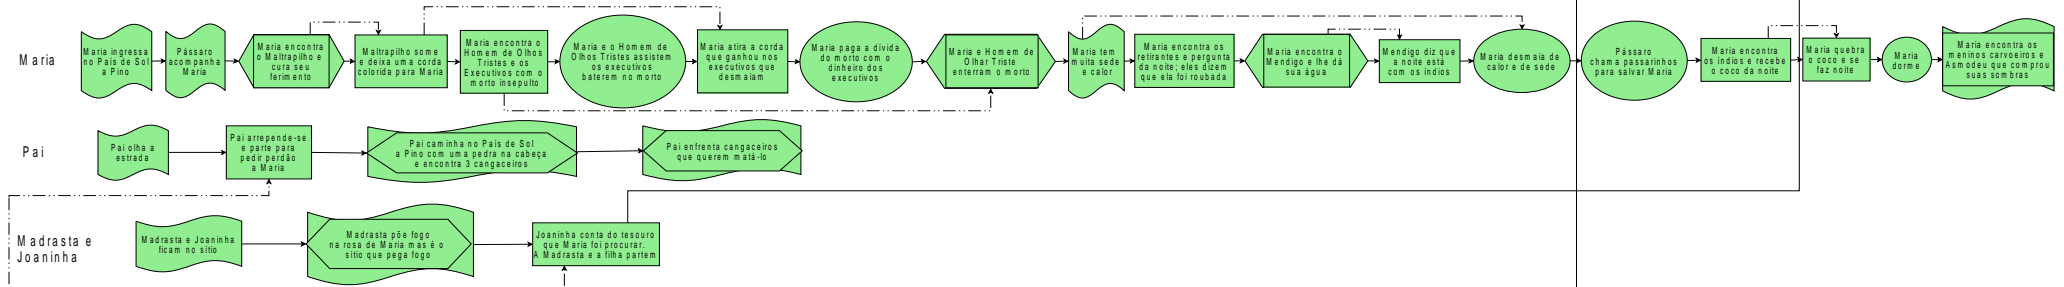 Maria
Maria ingressa
no País de Sol
a Pino
Pássaro
acompanha
Maria
Maria encontra
o Maltrapilho e
cura seu
ferimento
Maltrapilho some
e deixa uma corda
colorida para Maria
Maria encontra o
Homem de Olhos
Tristes e os
Executivos com o
morto insepulto
Maria e o Homem de
Olhos Tristes assistem
os executivos
baterem no morto
Maria atira a corda
que ganhou nos
executivos que
desmaiam
Maria paga a dívida
do morto com o
dinheiro dos
executivos
Maria e Homem de
Olhar Triste
enterram o morto
Maria tem
muita sede
e calor
Maria encontra os
retirantes e pergunta
da noite; eles dizem
que ela foi roubada
Maria encontra o
Mendigo e lhe dá
sua água
Mendigo diz que
a noite está
com os índios
Maria desmaia de
calor e de sede
Pássaro
chama passarinhos
para salvar Maria
Maria encontra
os índios e recebe
o coco da noite
Maria quebra
o coco e se
faz noite
Maria
dorme
Maria encontra os
meninos carvoeiros e
Asmodeu que comprou
suas sombras
Pai
Pai olha a
estrada
Pai arrepende-se
e parte para
pedir perdão
a Maria
Pai caminha no País de Sol
a Pino com uma pedra na cabeça
e encontra 3 cangaceiros
Pai enfrenta cangaceiros
que querem matá-lo
Madrasta e
Joaninha
Madrasta e Joaninha
ficam no sítio
Madrasta põe fogo
na rosa de Maria mas é o
sítio que pega fogo
Joaninha conta do tesouro
que Maria foi procurar.
A Madrasta e a filha partem